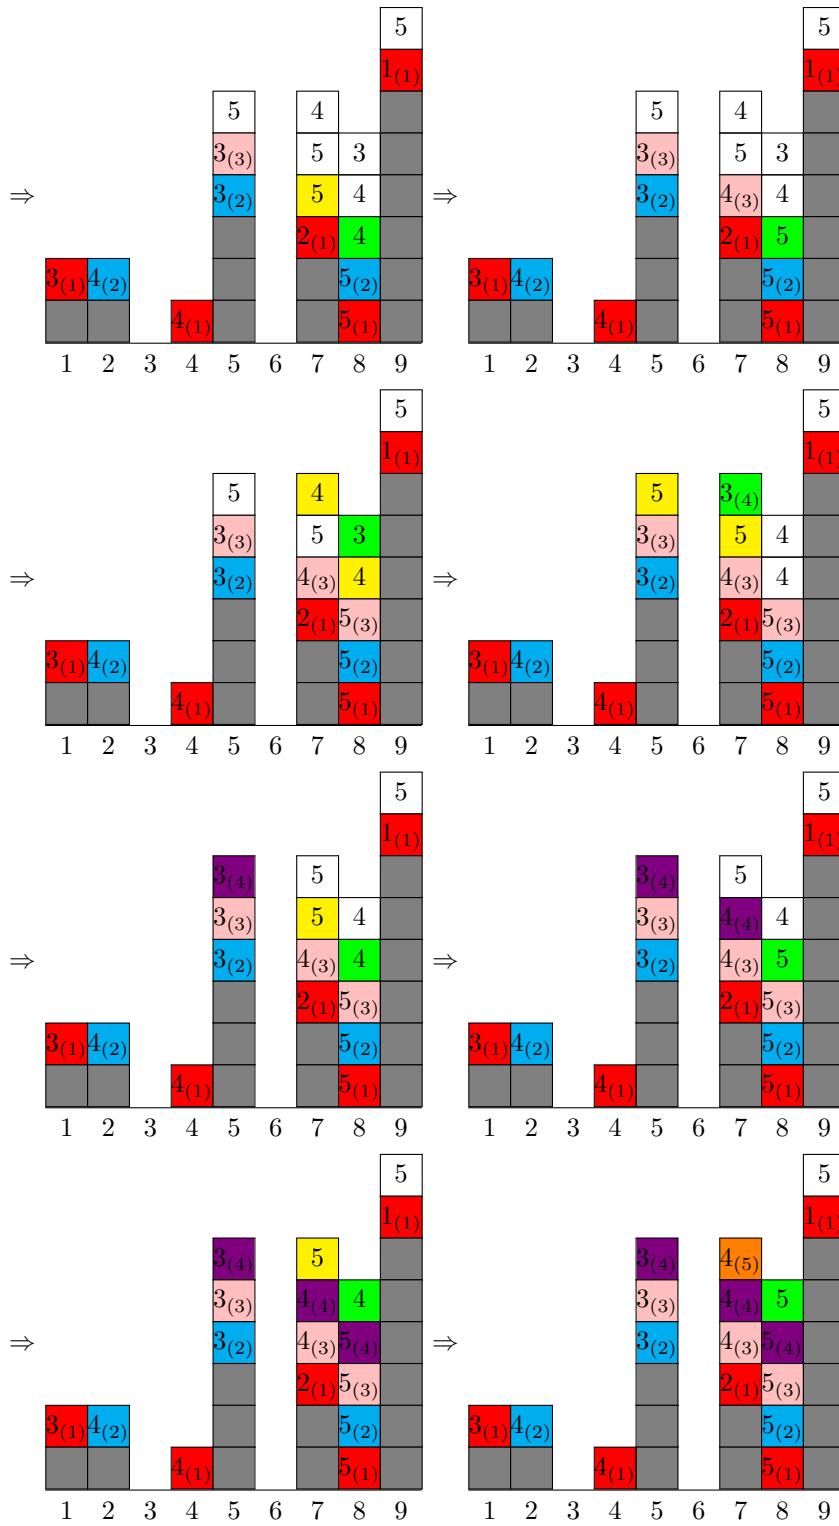 5 5
1(1) 1(1)
5 4 5 4
3(3) 5 3 3(3) 5 3
⇒ 3(2) 5 4 ⇒ 3(2) 4(3) 4
2(1) 4 2(1) 5
3(1) 4(2) 5(2) 3(1) 4(2) 5(2)
4(1) 5(1) 4(1) 5(1)
1 2 3 4 5 6 7 8 9 1 2 3 4 5 6 7 8 9
5 5
1(1) 1(1)
5 4 5 3(4)
3(3) 5 3 3(3) 5 4
⇒ 3(2) 4(3) 4 ⇒ 3(2) 4(3) 4
2(1) 5(3) 2(1) 5(3)
3(1) 4(2) 5(2) 3(1) 4(2) 5(2)
4(1) 5(1) 4(1) 5(1)
1 2 3 4 5 6 7 8 9 1 2 3 4 5 6 7 8 9
5 5
1(1) 1(1)
3(4) 5 3(4) 5
3(3) 5 4 3(3) 4(4) 4
⇒ 3(2) 4(3) 4 ⇒ 3(2) 4(3) 5
2(1) 5(3) 2(1) 5(3)
3(1) 4(2) 5(2) 3(1) 4(2) 5(2)
4(1) 5(1) 4(1) 5(1)
1 2 3 4 5 6 7 8 9 1 2 3 4 5 6 7 8 9
5 5
1(1) 1(1)
3(4) 5 3(4) 4(5)
3(3) 4(4) 4 3(3) 4(4) 5
⇒ 3(2) 4(3) 5(4) ⇒ 3(2) 4(3) 5(4)
2(1) 5(3) 2(1) 5(3)
3(1) 4(2) 5(2) 3(1) 4(2) 5(2)
4(1) 5(1) 4(1) 5(1)
1 2 3 4 5 6 7 8 9 1 2 3 4 5 6 7 8 9